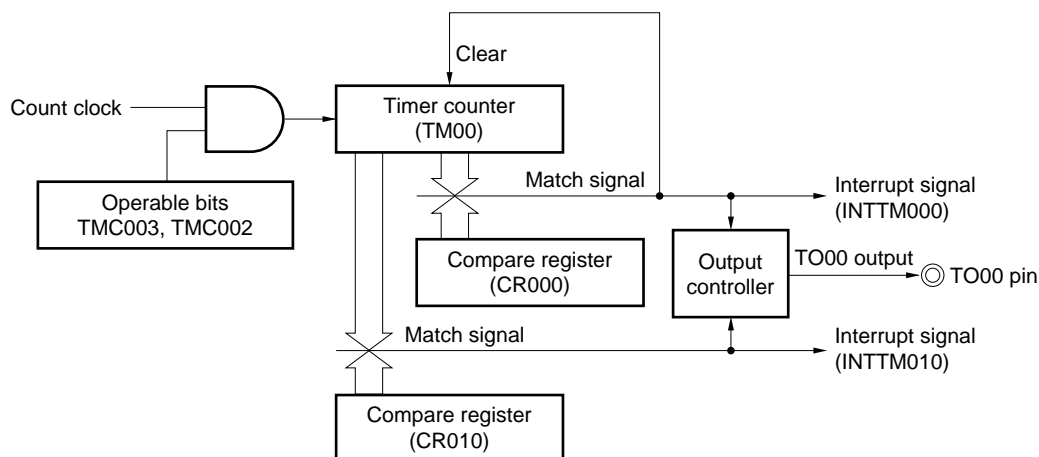 Clear
Count clock
Timer counter
(TM00)
Operable bits
TMC003, TMC002
Match signal
Interrupt signal
(INTTM000)
Compare register
(CR000)
Output
controller
TO00 output
TO00 pin
Match signal
Interrupt signal
(INTTM010)
Compare register
(CR010)